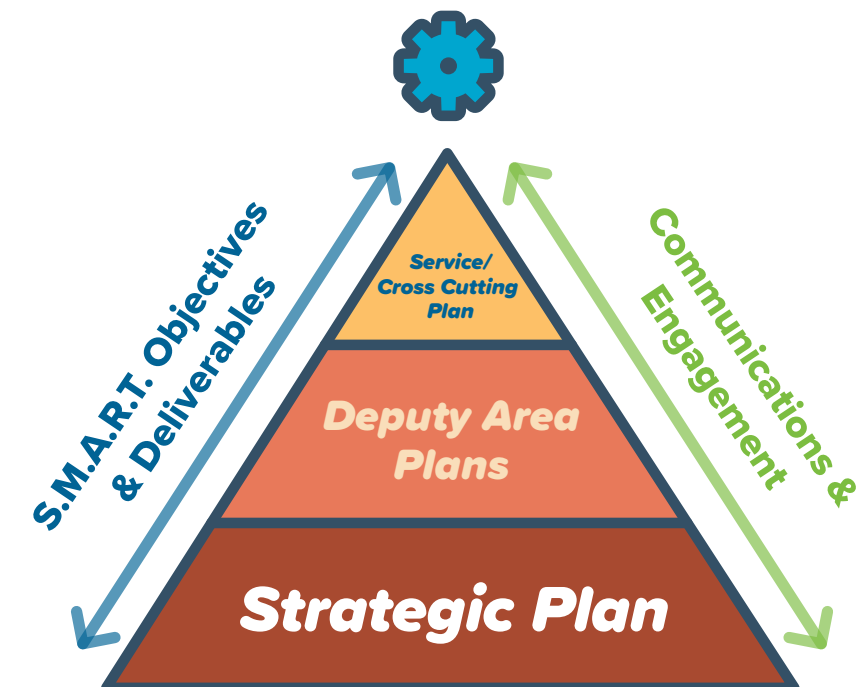 S.M.A.R.T. Objectives
& Deliverables
Communications &
Engagement
Service/
Cross Cutting
Plan
Deputy Area
Plans
Strategic Plan